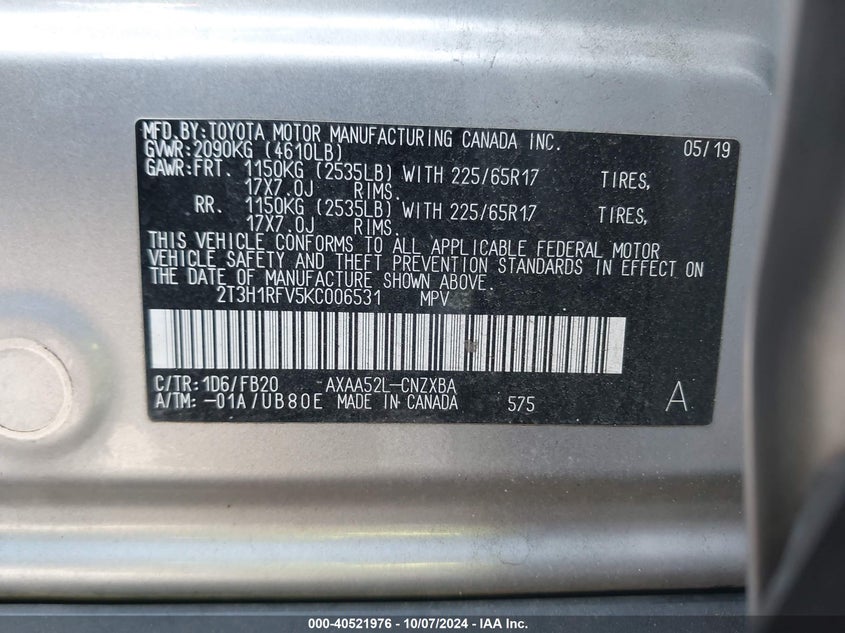 MFD.BY:TOYOTA MOTOR MANUFACTURING CANADA INC. 05/19
GVWR:2090KG (4610LB)
GAWR:FRT. 1150KG (2535LB) WITH 225/65R17 TIRES,
17X7.0J RIMS.
RR. 1150KG (2535LB) WITH 225/65R17 TIRES,
17X7.0J RIMS.
THIS VEHICLE CONFORMS TO ALL APPLICABLE FEDERAL MOTOR
VEHICLE SAFETY AND THEFT PREVENTION STANDARDS IN EFFECT ON
THE DATE OF MANUFACTURE SHOWN ABOVE.
2T3H1RFV5KC006531 MPV
C/TR:1D6/FB20 AXAA52L-CNZXBA
A/TM:-01A/UB80E MADE IN CANADA 575 A
000-40521976 - 10/07/2024 - IAA Inc.